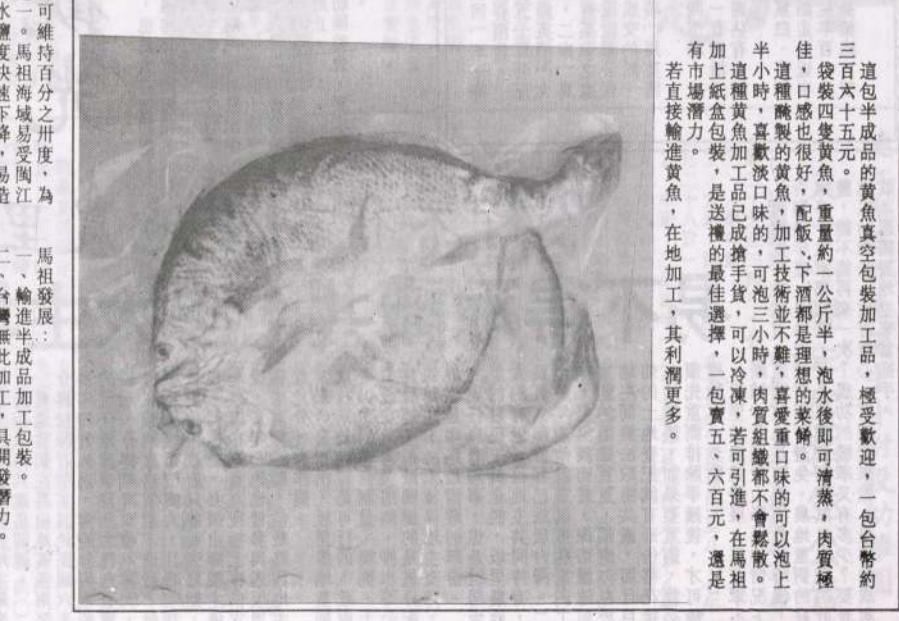 這包半成品的黄魚真空包裝加工品，極受歡迎，一包台幣約
三百六十五元。
袋裝四隻黄魚，重量約一公斤半，泡水後即可清蒸，肉質極
佳，口感也很好，配飯、下酒都是理想的菜餚。
這種醃製的黄魚，加工技術並不難，喜愛重口味的可以泡上
半小時，喜歡淡口味的，可泡三小時，肉質組織都不會鬆散。
這種黄魚加工品已成搶手貨，可以冷凍，若可引進，在馬祖
加上紙盒包裝，是送禮的最佳選擇，一包賣五、六百元，還是
有市場潛力。
若直接輸進黄魚，在地加工，其利潤更多。
可維持百分之卅度，為
一。馬祖海域易受閩江
水鹽度快速下降，易造
馬祖發展：
一、輸進半成品加工包裝。
二、台灣無此加工，具開發潛力。